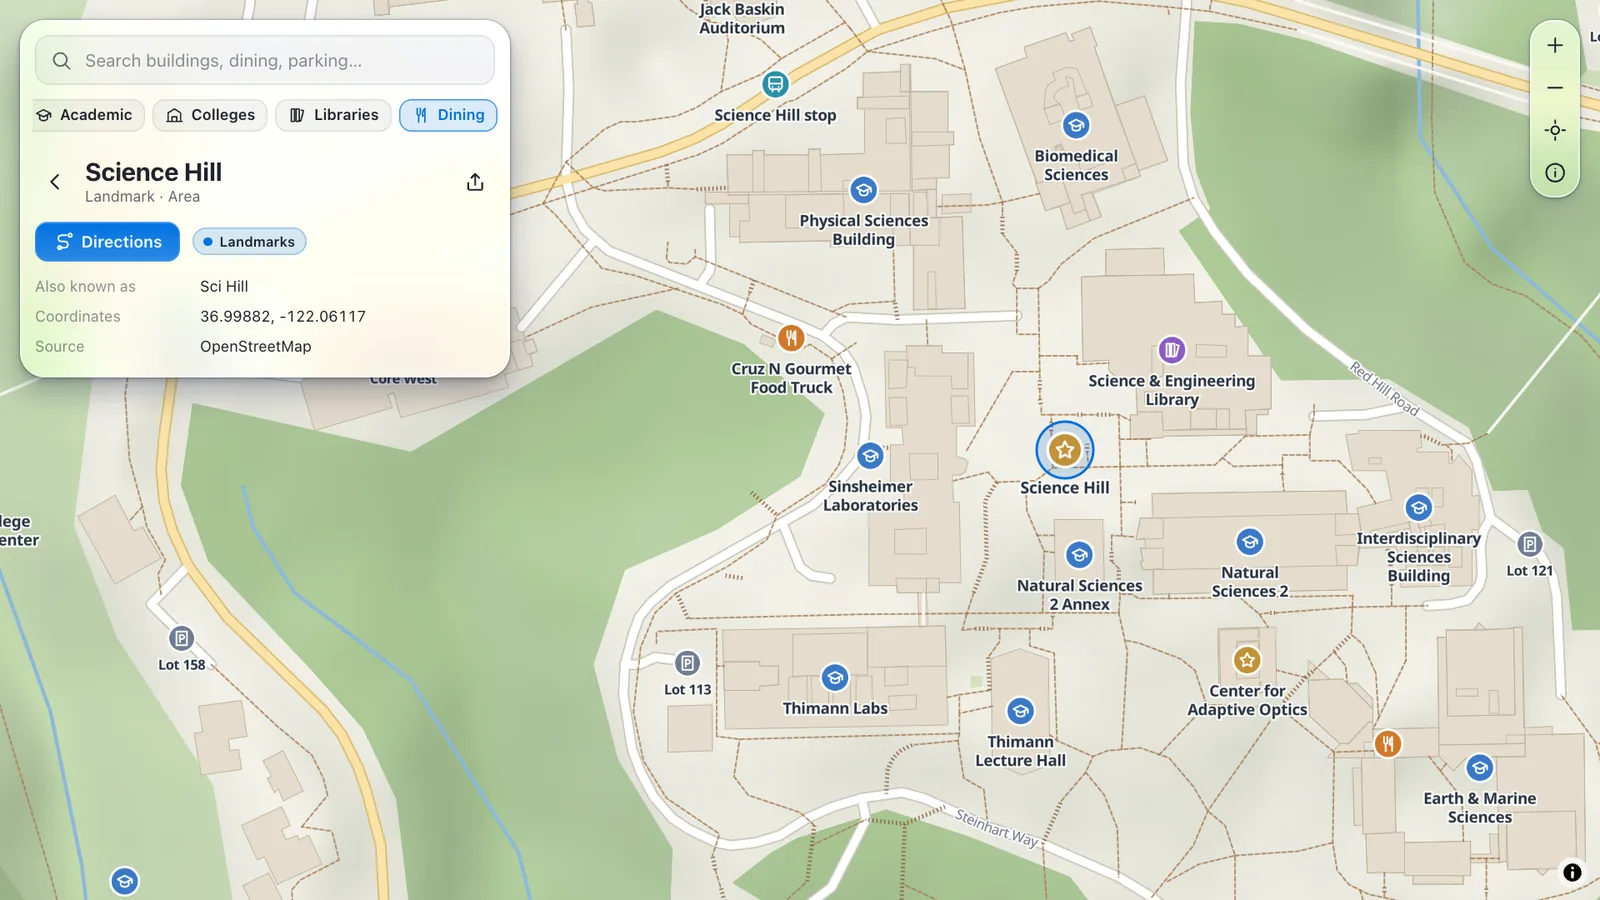 Search buildings, dining, parking...
Academic
Colleges
Libraries
Dining
Science Hill
Landmark · Area
Directions
Landmarks
Also known as
Sci Hill
Coordinates
36.99882, -122.06117
Source
OpenStreetMap
Jack Baskin
Auditorium
Science Hill stop
Biomedical
Sciences
Physical Sciences
Building
Cruz N Gourmet
Food Truck
Core West
Science & Engineering
Library
Red Hill Road
Sinsheimer
Laboratories
Science Hill
Natural Sciences
2 Annex
Natural
Sciences 2
Interdisciplinary
Sciences
Building
Lot 121
Lot 158
Lot 113
Thimann Labs
Thimann
Lecture Hall
Center for
Adaptive Optics
Earth & Marine
Sciences
Steinhart Way